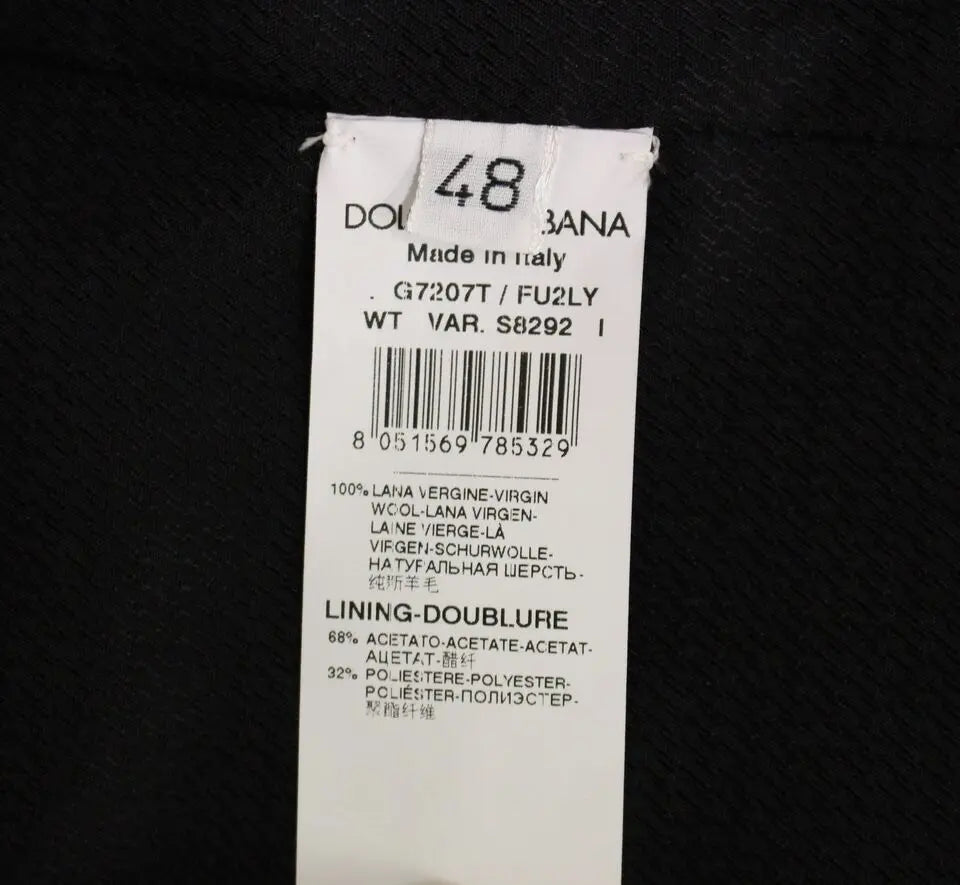 48
DOL BANA
Made in Italy
. G7207T / FU2LY
WT VAR. S8292 I
8 051569 785329
100% LANA VERGINE-VIRGIN
WOOL-LANA VIRGEN-
LAINE VIERGE-LÀ
VIRGEN-SCHURWOLLE-
НАТУРАЛЬНАЯ ШЕРСТЬ-
纯新羊毛
LINING-DOUBLURE
68% ACETATO-ACETATE-ACETAT-
АЦЕТАТ-醋纤
32% POLIESTERE-POLYESTER-
POLIÉSTER-ПОЛИЭСТЕР-
聚酯纤维